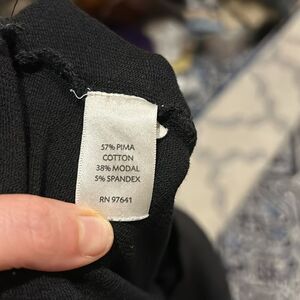 57% PIMA
COTTON
38% MODAL
5% SPANDEX
RN 97641